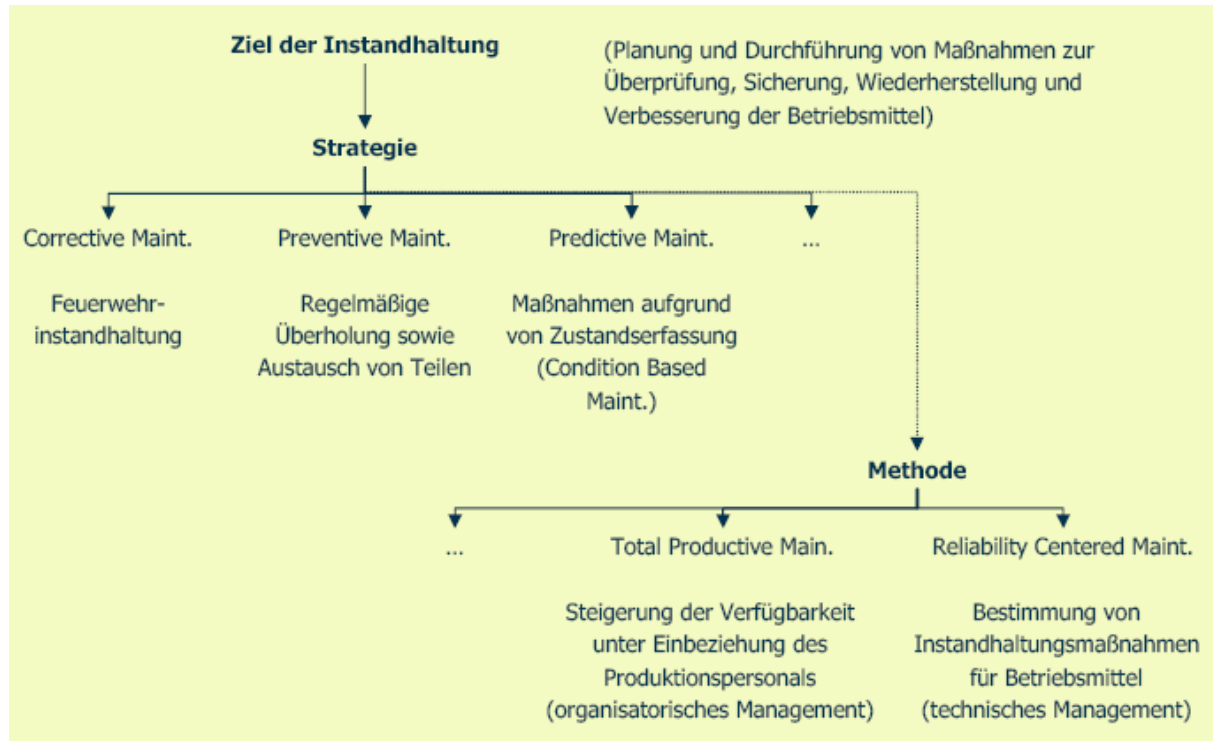 Ziel der Instandhaltung
(Planung und Durchführung von Maßnahmen zur
Überprüfung, Sicherung, Wiederherstellung und
Verbesserung der Betriebsmittel)
Strategie
Corrective Maint.
Feuerwehr-
instandhaltung
Preventive Maint.
Regelmäßige
Überholung sowie
Austausch von Teilen
Predictive Maint.
Maßnahmen aufgrund
von Zustandserfassung
(Condition Based
Maint.)
...
Methode
...
Total Productive Main.
Steigerung der Verfügbarkeit
unter Einbeziehung des
Produktionspersonals
(organisatorisches Management)
Reliability Centered Maint.
Bestimmung von
Instandhaltungsmaßnahmen
für Betriebsmittel
(technisches Management)